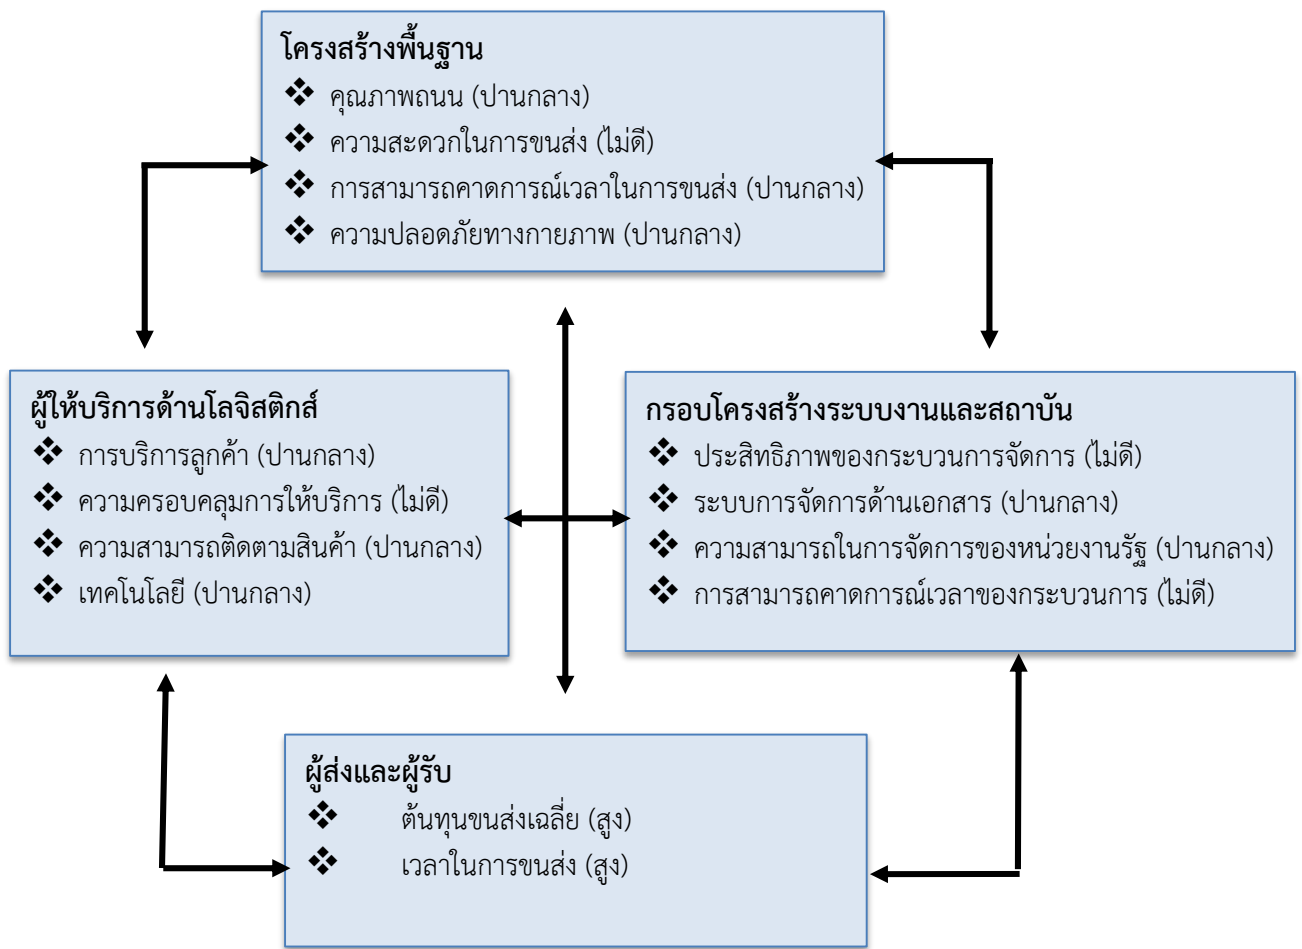 โครงสร้างพื้นฐาน
❖ คุณภาพถนน (ปานกลาง)
❖ ความสะดวกในการขนส่ง (ไม่ดี)
❖ การสามารถคาดการณ์เวลาในการขนส่ง (ปานกลาง)
❖ ความปลอดภัยทางกายภาพ (ปานกลาง)
ผู้ให้บริการด้านโลจิสติกส์
❖ การบริการลูกค้า (ปานกลาง)
❖ ความครอบคลุมการให้บริการ (ไม่ดี)
❖ ความสามารถติดตามสินค้า (ปานกลาง)
❖ เทคโนโลยี (ปานกลาง)
กรอบโครงสร้างระบบงานและสถาบัน
❖ ประสิทธิภาพของกระบวนการจัดการ (ไม่ดี)
❖ ระบบการจัดการด้านเอกสาร (ปานกลาง)
❖ ความสามารถในการจัดการของหน่วยงานรัฐ (ปานกลาง)
❖ การสามารถคาดการณ์เวลาของกระบวนการ (ไม่ดี)
ผู้ส่งและผู้รับ
❖ ต้นทุนขนส่งเฉลี่ย (สูง)
❖ เวลาในการขนส่ง (สูง)